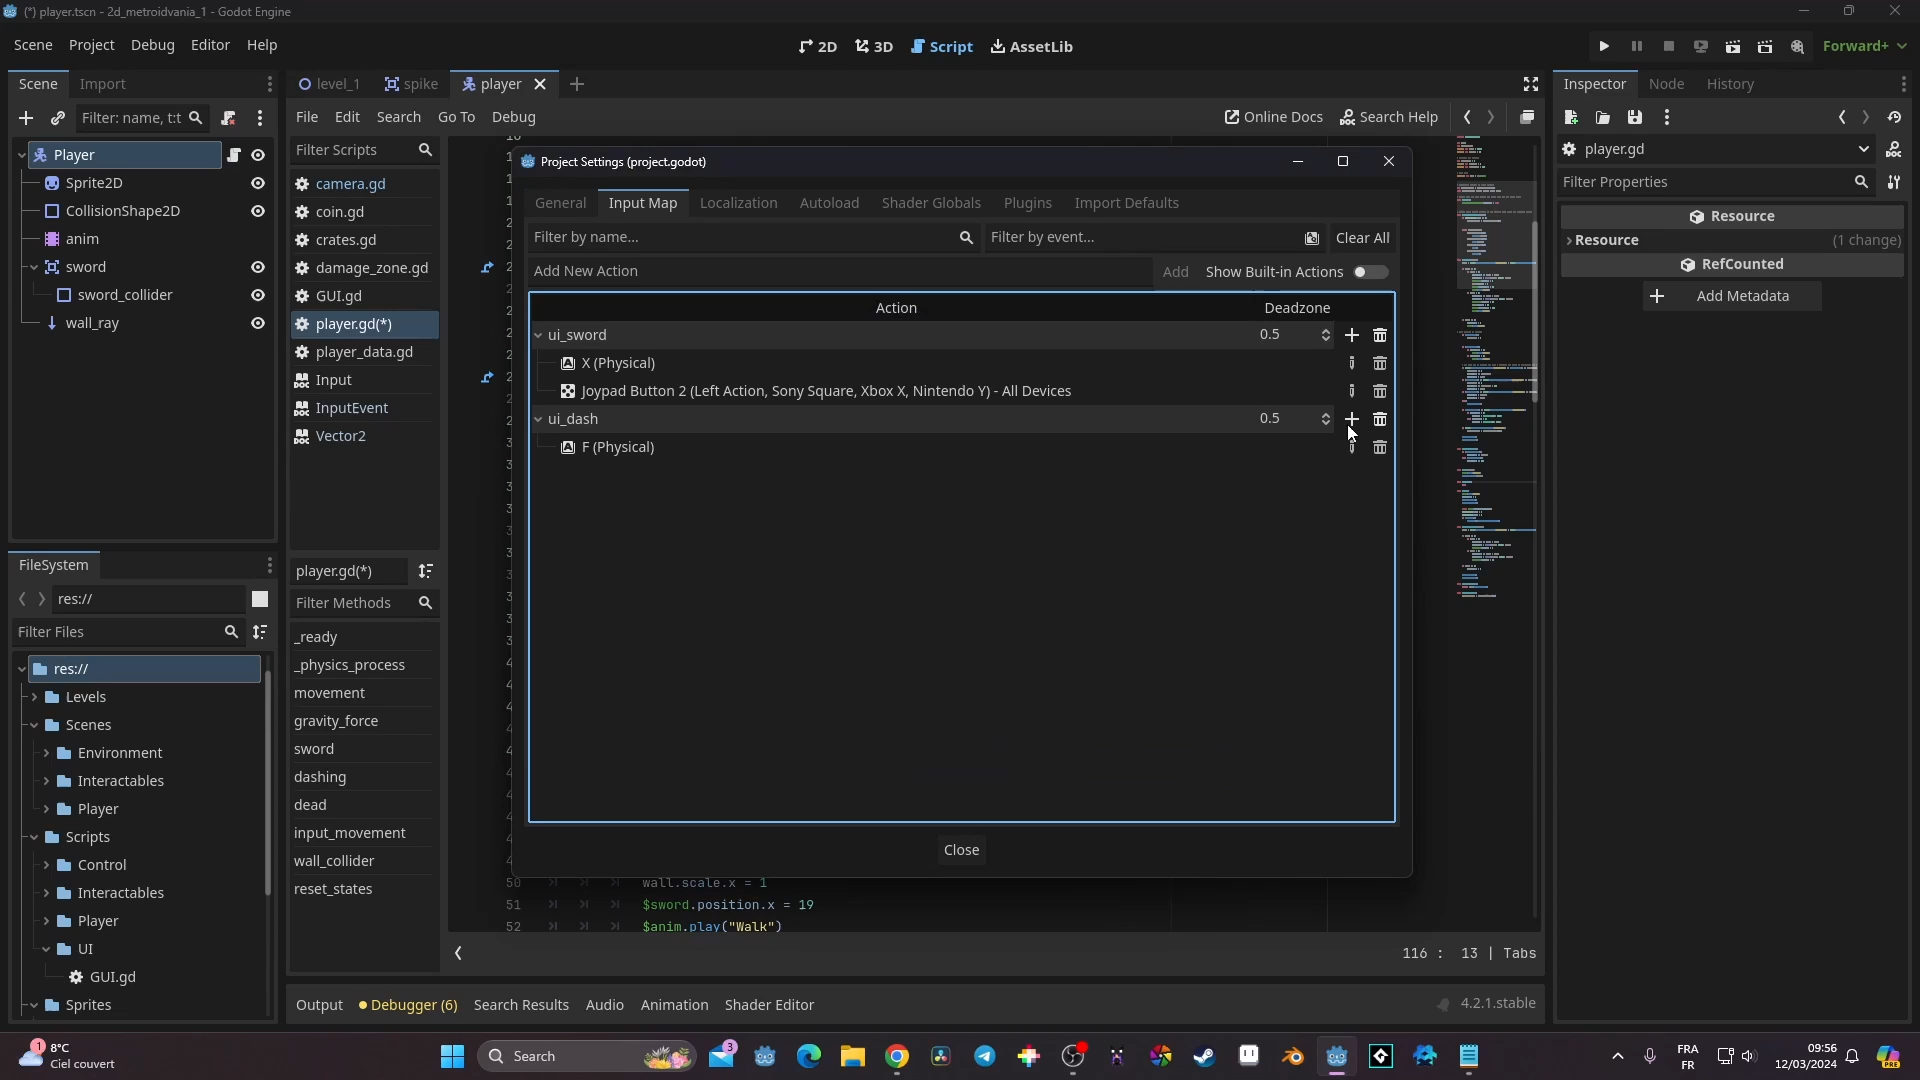 (*) player.tscn - 2d_metroidvania_1 - Godot Engine
Scene Project Debug Editor Help
2D 3D Script AssetLib
Forward+
Scene Import
level_1 spike player
Inspector Node History
Filter: name, t:t
File Edit Search Go To Debug
Online Docs Search Help
Player
Sprite2D
CollisionShape2D
anim
sword
sword_collider
wall_ray
Filter Scripts
camera.gd
coin.gd
crates.gd
damage_zone.gd
GUI.gd
player.gd(*)
player_data.gd
Input
InputEvent
Vector2
player.gd(*)
Filter Methods
_ready
_physics_process
movement
gravity_force
sword
dashing
dead
input_movement
wall_collider
reset_states
Project Settings (project.godot)
General Input Map Localization Autoload Shader Globals Plugins Import Defaults
Filter by name... Filter by event... Clear All
Add New Action Add Show Built-in Actions
Action Deadzone
ui_sword 0.5
X (Physical)
Joypad Button 2 (Left Action, Sony Square, Xbox X, Nintendo Y) - All Devices
ui_dash 0.5
F (Physical)
Close
50 wall.scale.x = 1
51 $sword.position.x = 19
52 $anim.play("Walk")
116 : 13 | Tabs
player.gd
Filter Properties
Resource
Resource (1 change)
RefCounted
Add Metadata
FileSystem
res://
Filter Files
res://
Levels
Scenes
Environment
Interactables
Player
Scripts
Control
Interactables
Player
UI
GUI.gd
Sprites
Output Debugger (6) Search Results Audio Animation Shader Editor
4.2.1.stable
1
8°C
Ciel couvert
Search
3
FRA
FR
09:56
12/03/2024
PRE